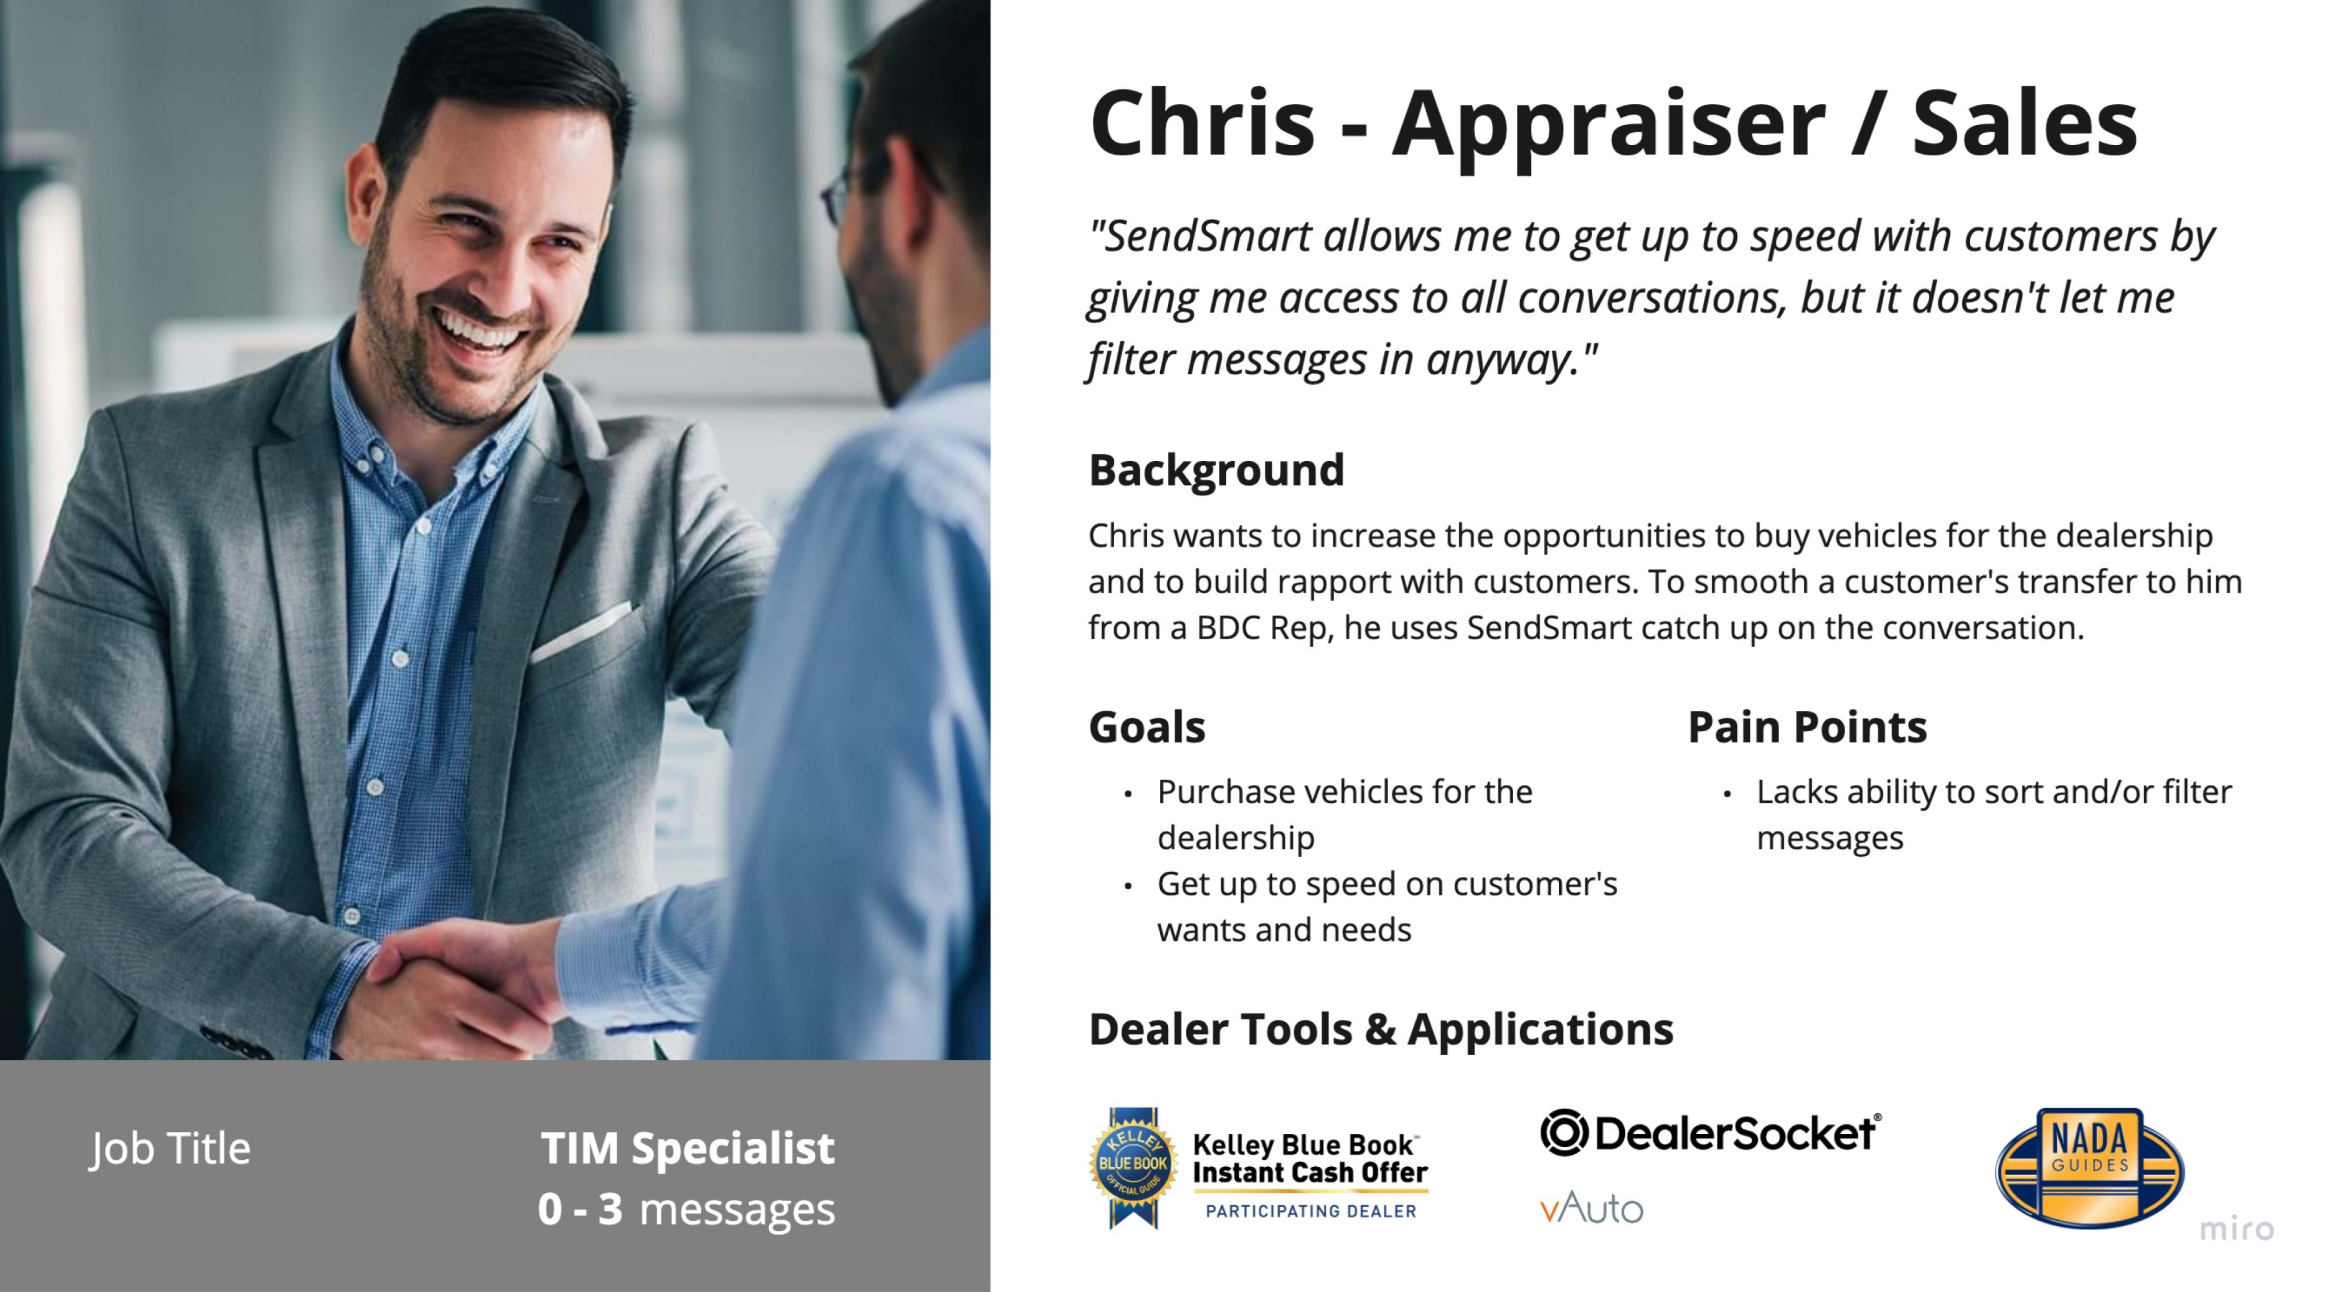 Chris - Appraiser / Sales
"SendSmart allows me to get up to speed with customers by
giving me access to all conversations, but it doesn't let me
filter messages in anyway."
Background
Chris wants to increase the opportunities to buy vehicles for the dealership
and to build rapport with customers. To smooth a customer's transfer to him
from a BDC Rep, he uses SendSmart catch up on the conversation.
Goals
• Purchase vehicles for the
dealership
• Get up to speed on customer's
wants and needs
Pain Points
• Lacks ability to sort and/or filter
messages
Dealer Tools & Applications
KELLEY
BLUE BOOK
OFFICIAL GUIDE
Kelley Blue Book℠
Instant Cash Offer
PARTICIPATING DEALER
DealerSocket®
vAuto
NADA
GUIDES
miro
Job Title
TIM Specialist
0 - 3 messages